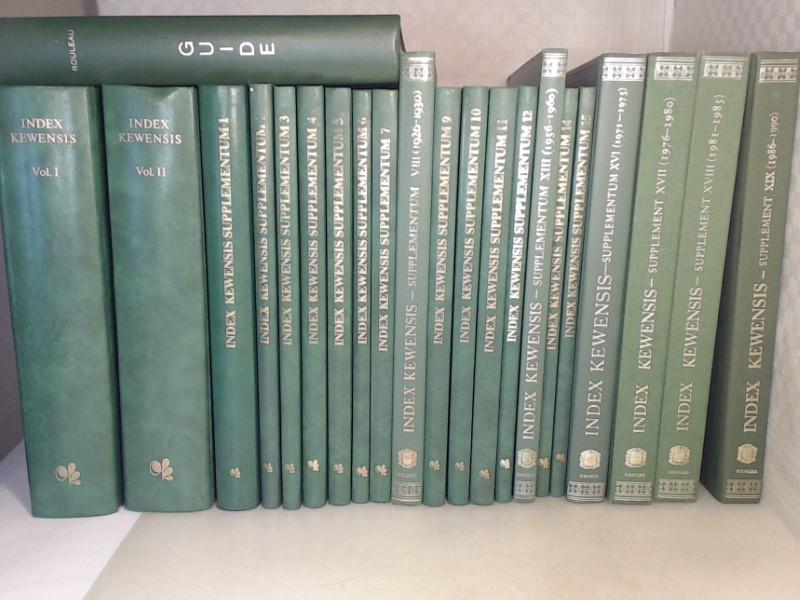 ROULEAU
GUIDE
INDEX
KEWENSIS
Vol. I
INDEX
KEWENSIS
Vol. II
INDEX KEWENSIS SUPPLEMENTUM 1
INDEX KEWENSIS SUPPLEMENTUM 2
INDEX KEWENSIS SUPPLEMENTUM 3
INDEX KEWENSIS SUPPLEMENTUM 4
INDEX KEWENSIS SUPPLEMENTUM 5
INDEX KEWENSIS SUPPLEMENTUM 6
INDEX KEWENSIS SUPPLEMENTUM 7
INDEX KEWENSIS – SUPPLEMENTUM VIII (1926–1930)
OXFORD
INDEX KEWENSIS SUPPLEMENTUM 9
INDEX KEWENSIS SUPPLEMENTUM 10
INDEX KEWENSIS SUPPLEMENTUM 11
INDEX KEWENSIS SUPPLEMENTUM 12
INDEX KEWENSIS – SUPPLEMENTUM XIII (1956–1960)
OXFORD
INDEX KEWENSIS SUPPLEMENTUM 14
INDEX KEWENSIS SUPPLEMENTUM 15
INDEX KEWENSIS—SUPPLEMENTUM XVI (1971–1975)
OXFORD
INDEX KEWENSIS – SUPPLEMENT XVII (1976–1980)
OXFORD
INDEX KEWENSIS – SUPPLEMENT XVIII (1981–1985)
OXFORD
INDEX KEWENSIS – SUPPLEMENT XIX (1986–1990)
OXFORD